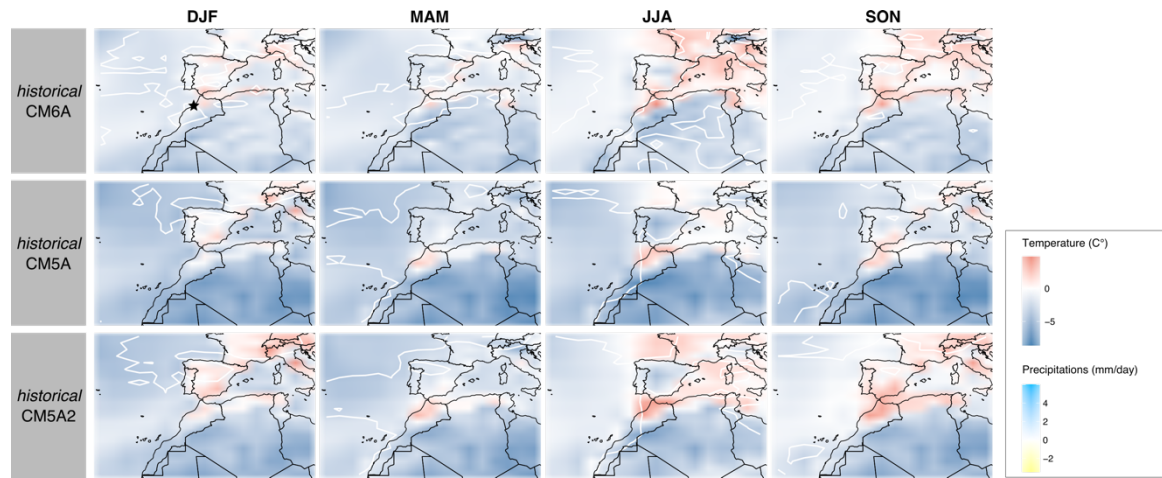 DJF MAM JJA SON
historical
CM6A
historical
CM5A
historical
CM5A2
Temperature (C°)
0
−5
Precipitations (mm/day)
4
2
0
−2